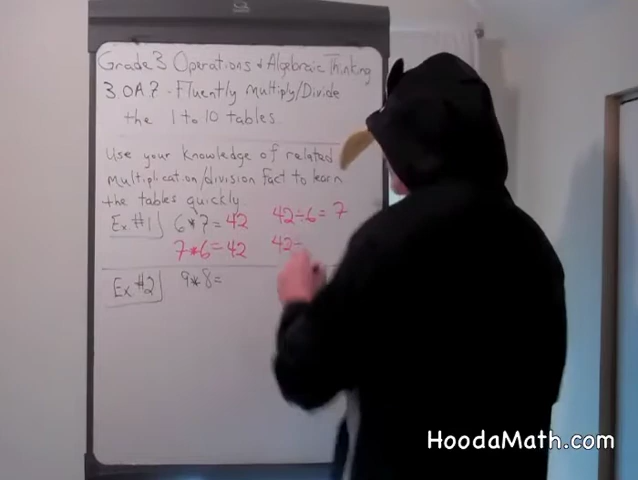 Grade 3 Operations & Algebraic Thinking
3.OA.7 - Fluently multiply/Divide
the 1 to 10 tables.
Use your knowledge of related
multiplication/division fact to learn
the tables quickly
Ex #1 6*7=42 42÷6=7
7*6=42 42÷
Ex #2 9*8=
HoodaMath.com